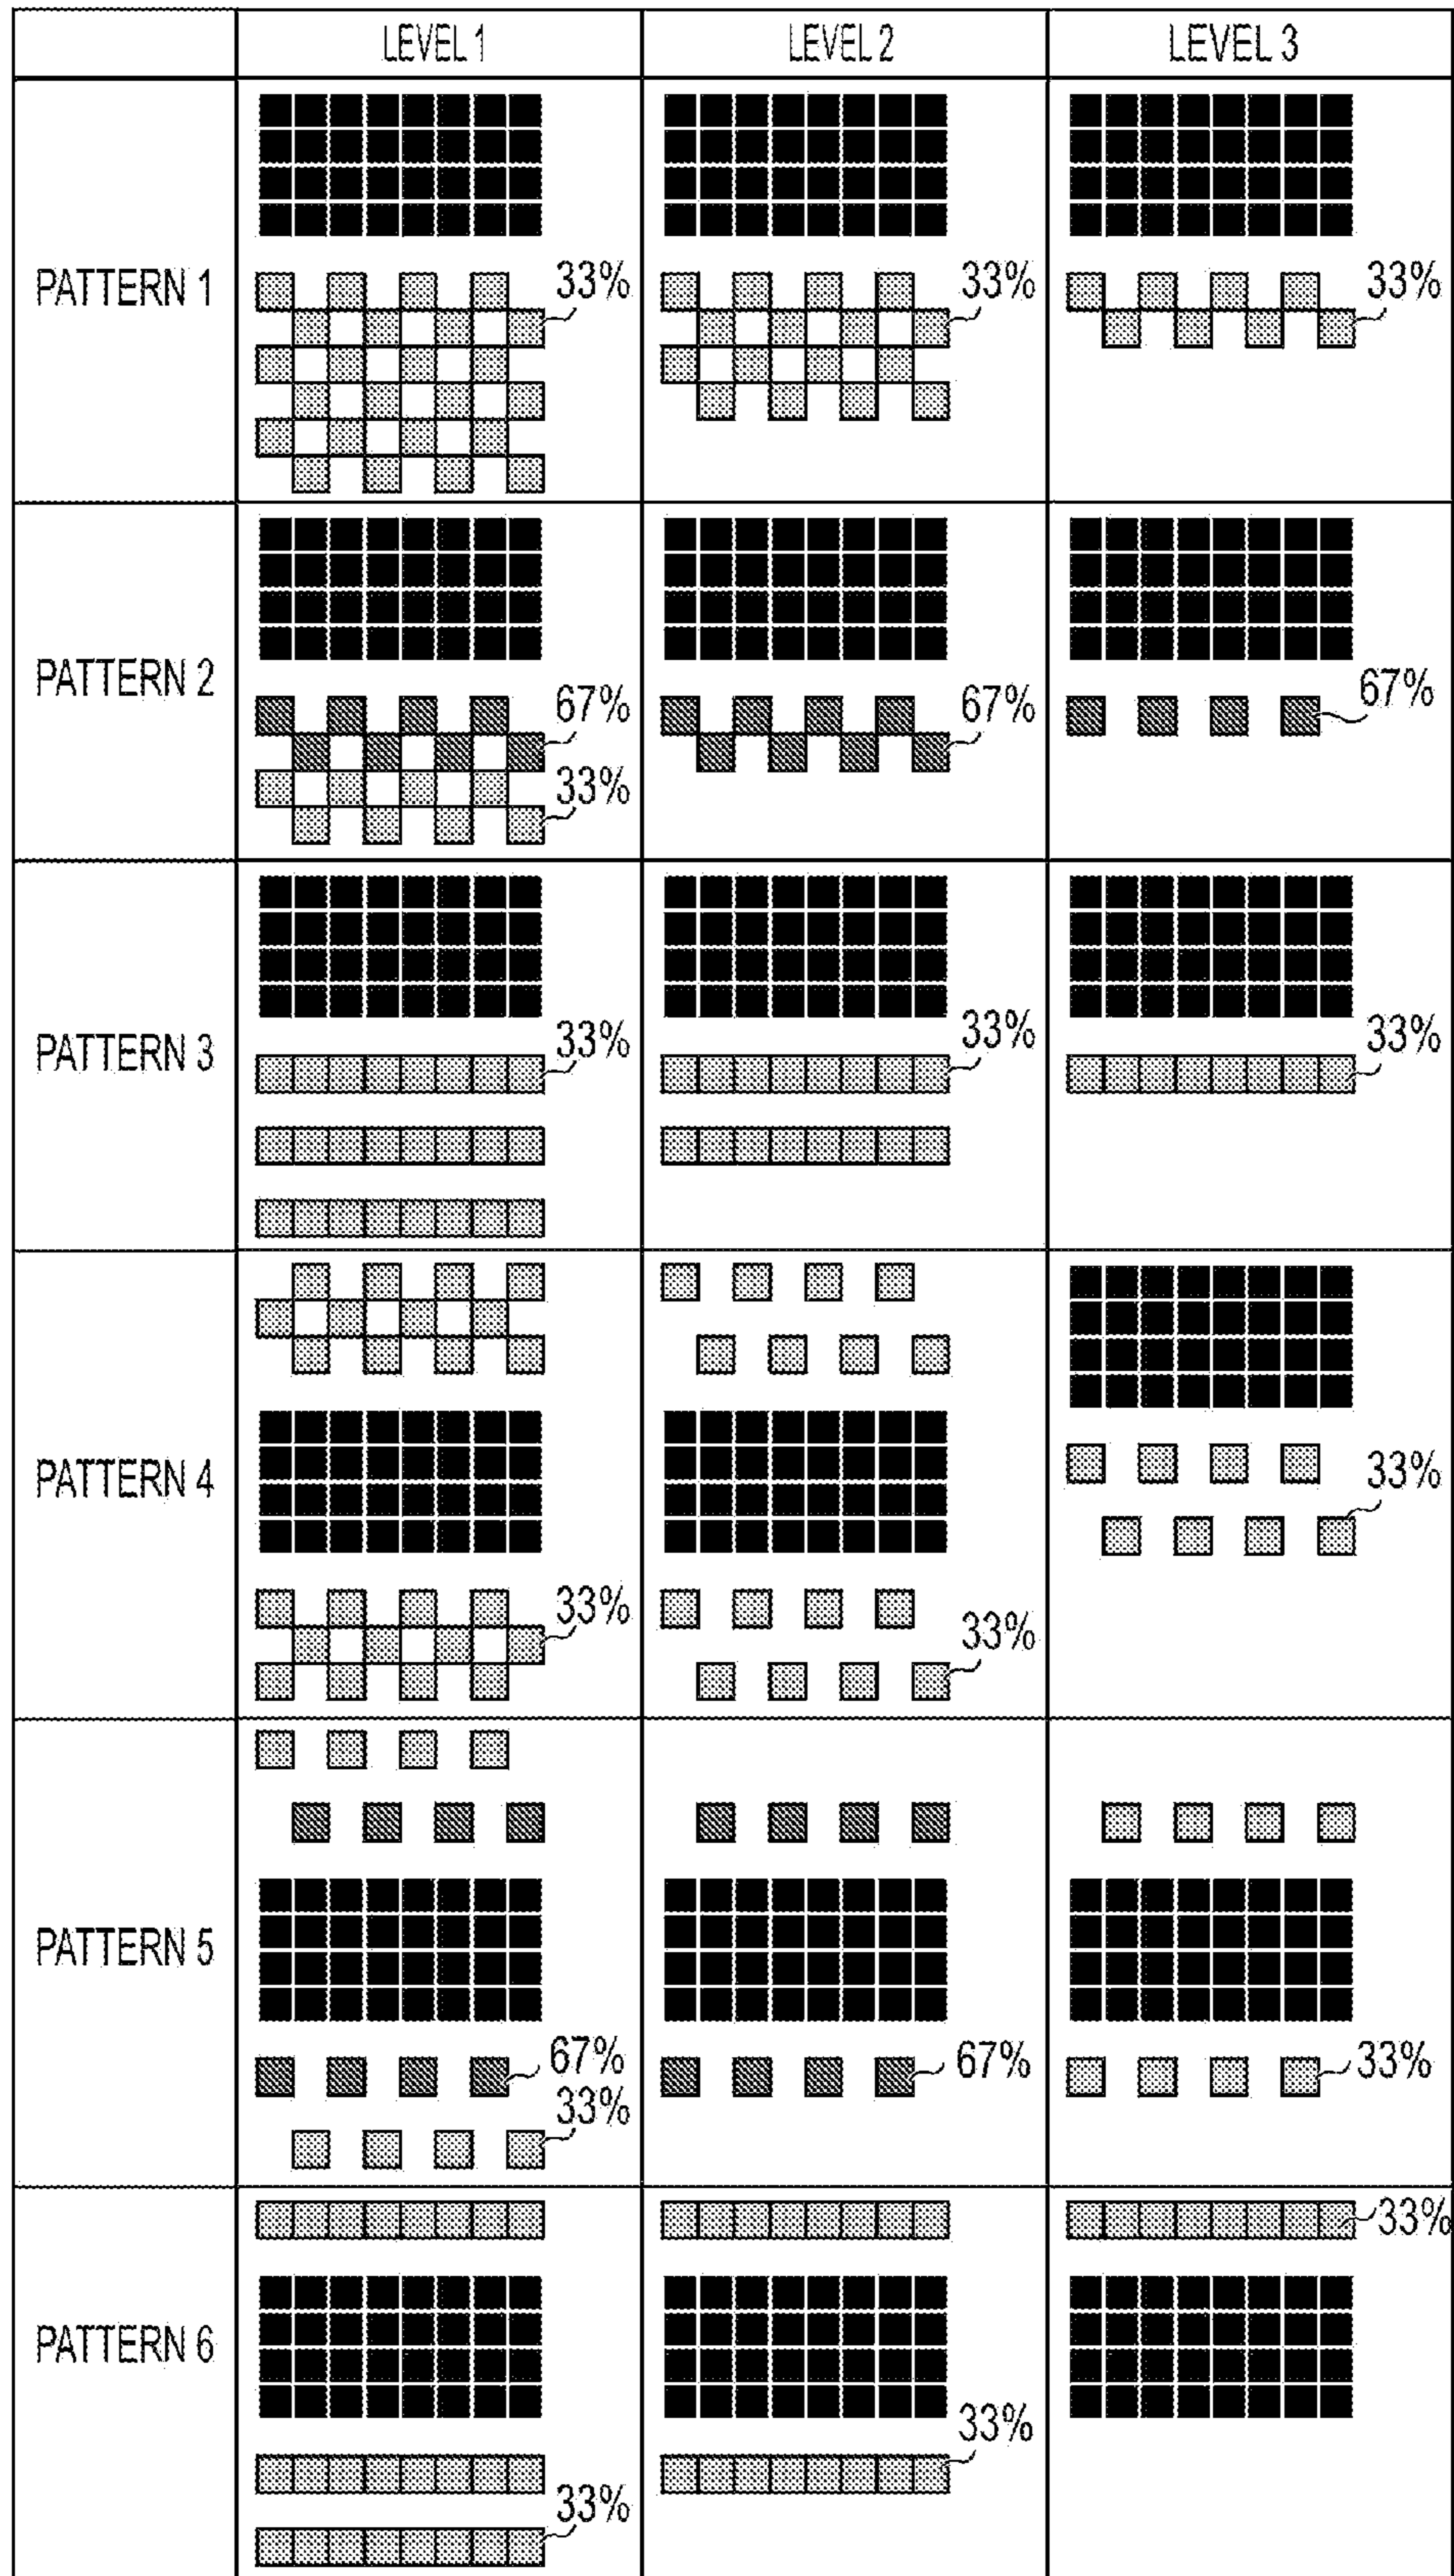 LEVEL 1 LEVEL 2 LEVEL 3
PATTERN 1 33% 33% 33%
PATTERN 2 67% 67% 67%
33%
PATTERN 3 33% 33% 33%
PATTERN 4 33% 33% 33%
PATTERN 5 67% 67% 33%
33%
PATTERN 6 33% 33% 33%